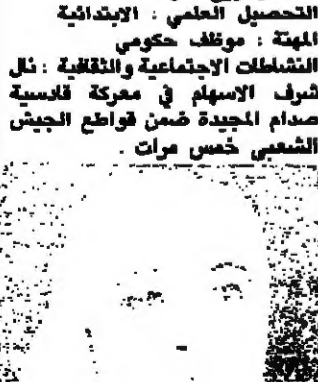 التحصيل العلمي : الابتدائية
المهنة : موظف حكومي
النشاطات الاجتماعية والثقافية : نال
شرف الاسهام في معركة قادسية
صدام المجيدة ضمن قواطع الجيش
الشعبي خمس مرات .